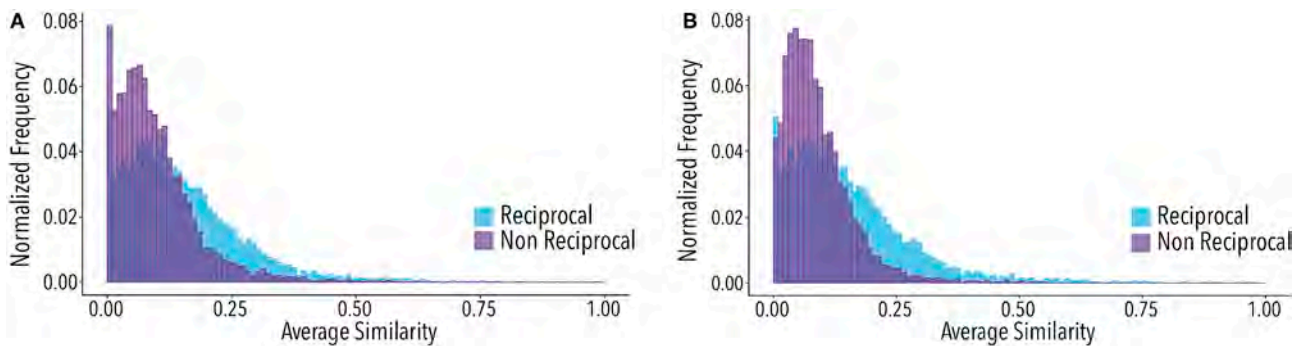 A
Normalized Frequency
0.08
0.06
0.04
0.02
0.00
Reciprocal
Non Reciprocal
0.00 0.25 0.50 0.75 1.00
Average Similarity
B
Normalized Frequency
0.08
0.06
0.04
0.02
0.00
Reciprocal
Non Reciprocal
0.00 0.25 0.50 0.75 1.00
Average Similarity